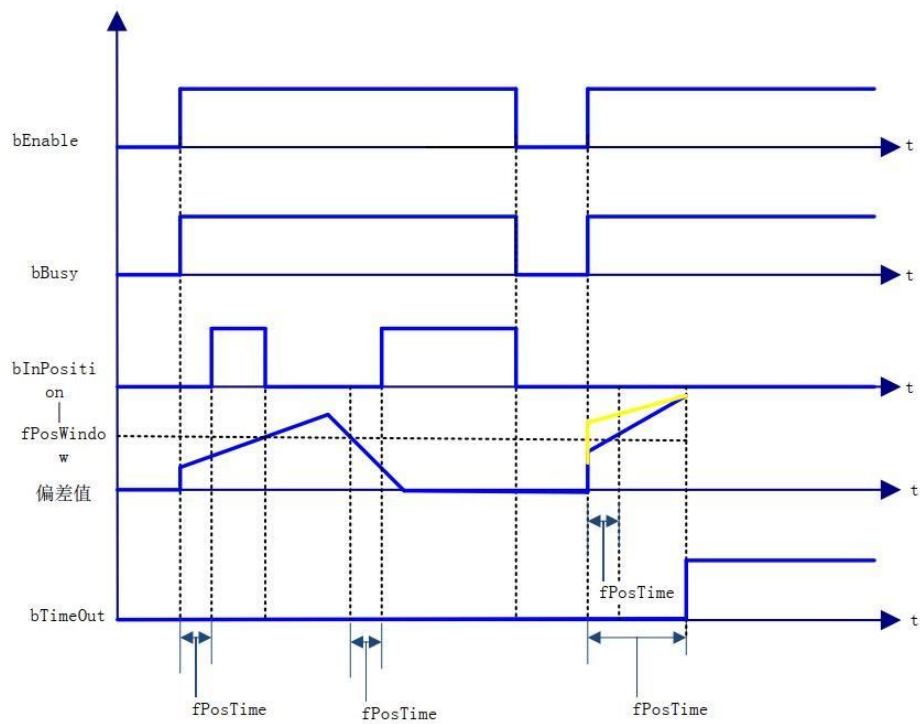 bEnable
t
bBusy
t
bInPositi
on
t
fPosWindo
w
偏差值
t
fPosTime
bTimeOut
t
fPosTime
fPosTime
fPosTime